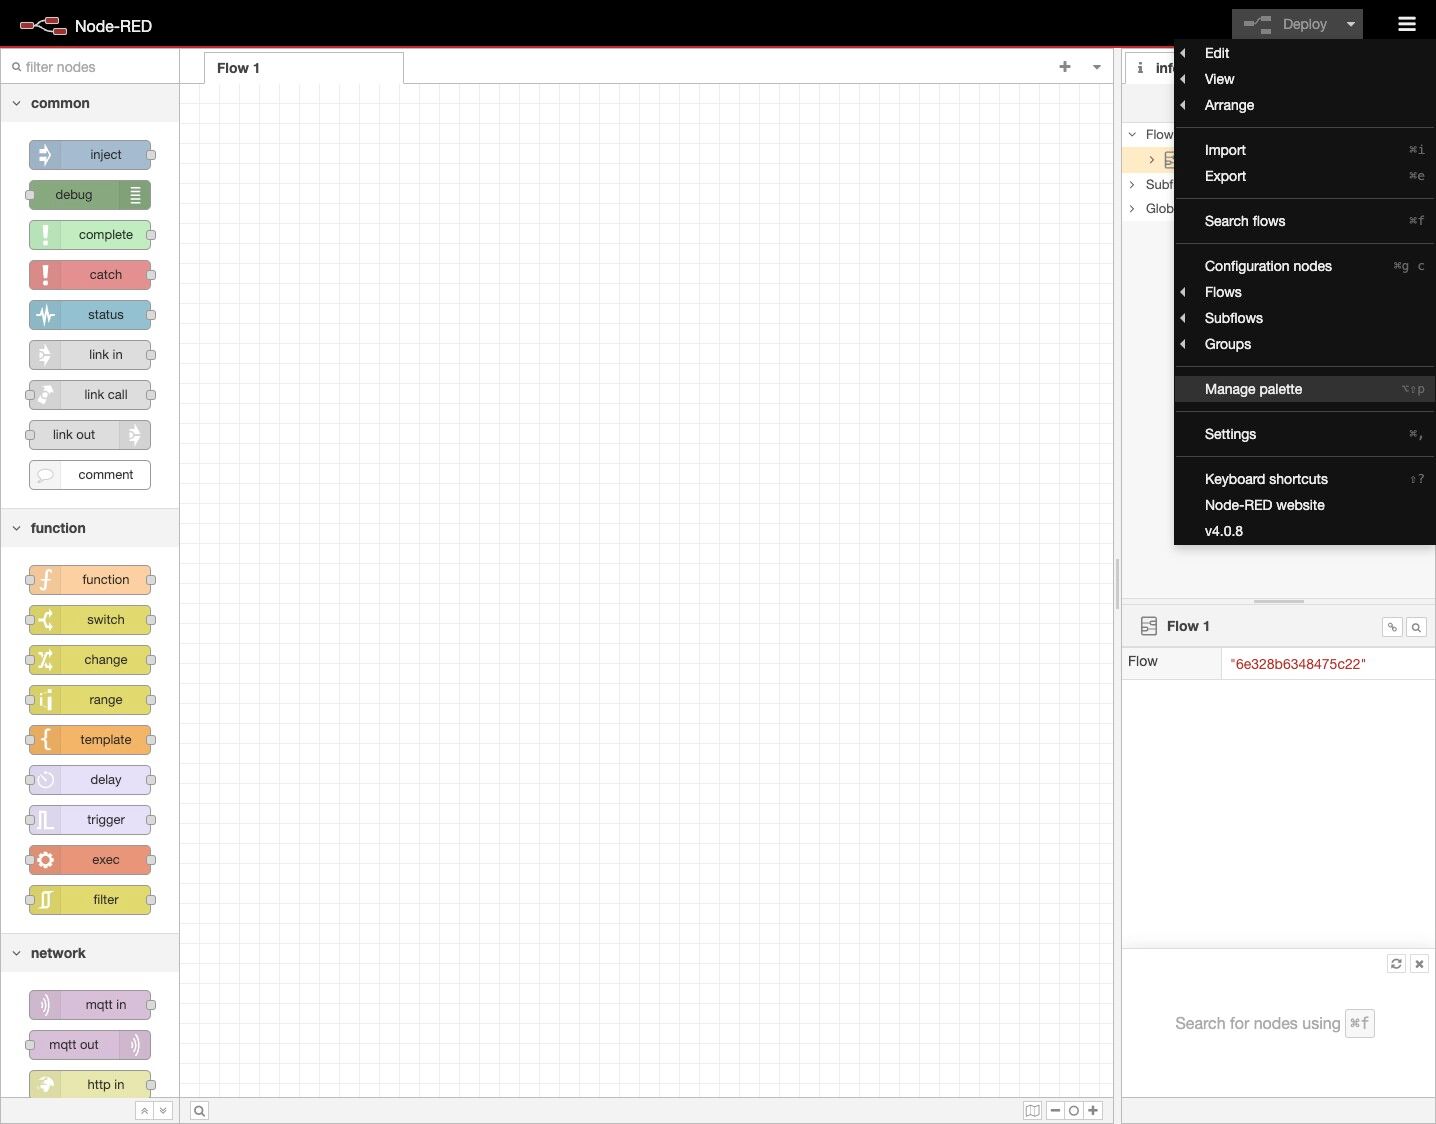 Node-RED
Deploy
filter nodes
Flow 1
common
inject
debug
complete
catch
status
link in
link call
link out
comment
function
function
switch
change
range
template
delay
trigger
exec
filter
network
mqtt in
mqtt out
http in
i inf
Flow
Subf
Glob
Edit
View
Arrange
Import ⌘i
Export ⌘e
Search flows ⌘f
Configuration nodes ⌘g c
Flows
Subflows
Groups
Manage palette ⌥⇧p
Settings ⌘,
Keyboard shortcuts ⇧?
Node-RED website
v4.0.8
Flow 1
Flow "6e328b6348475c22"
Search for nodes using ⌘f